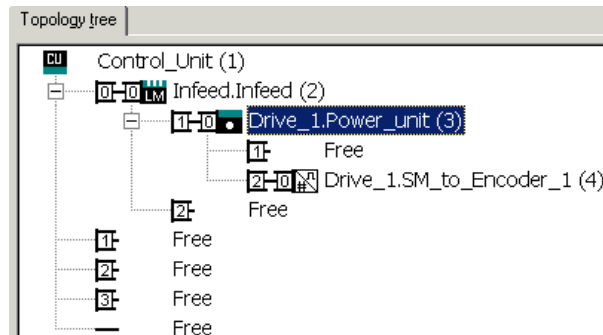 Topology tree
CU Control_Unit (1)
0 0 LM Infeed.Infeed (2)
1 0 Drive_1.Power_unit (3)
1 Free
2 0 # Drive_1.SM_to_Encoder_1 (4)
2 Free
1 Free
2 Free
3 Free
Free